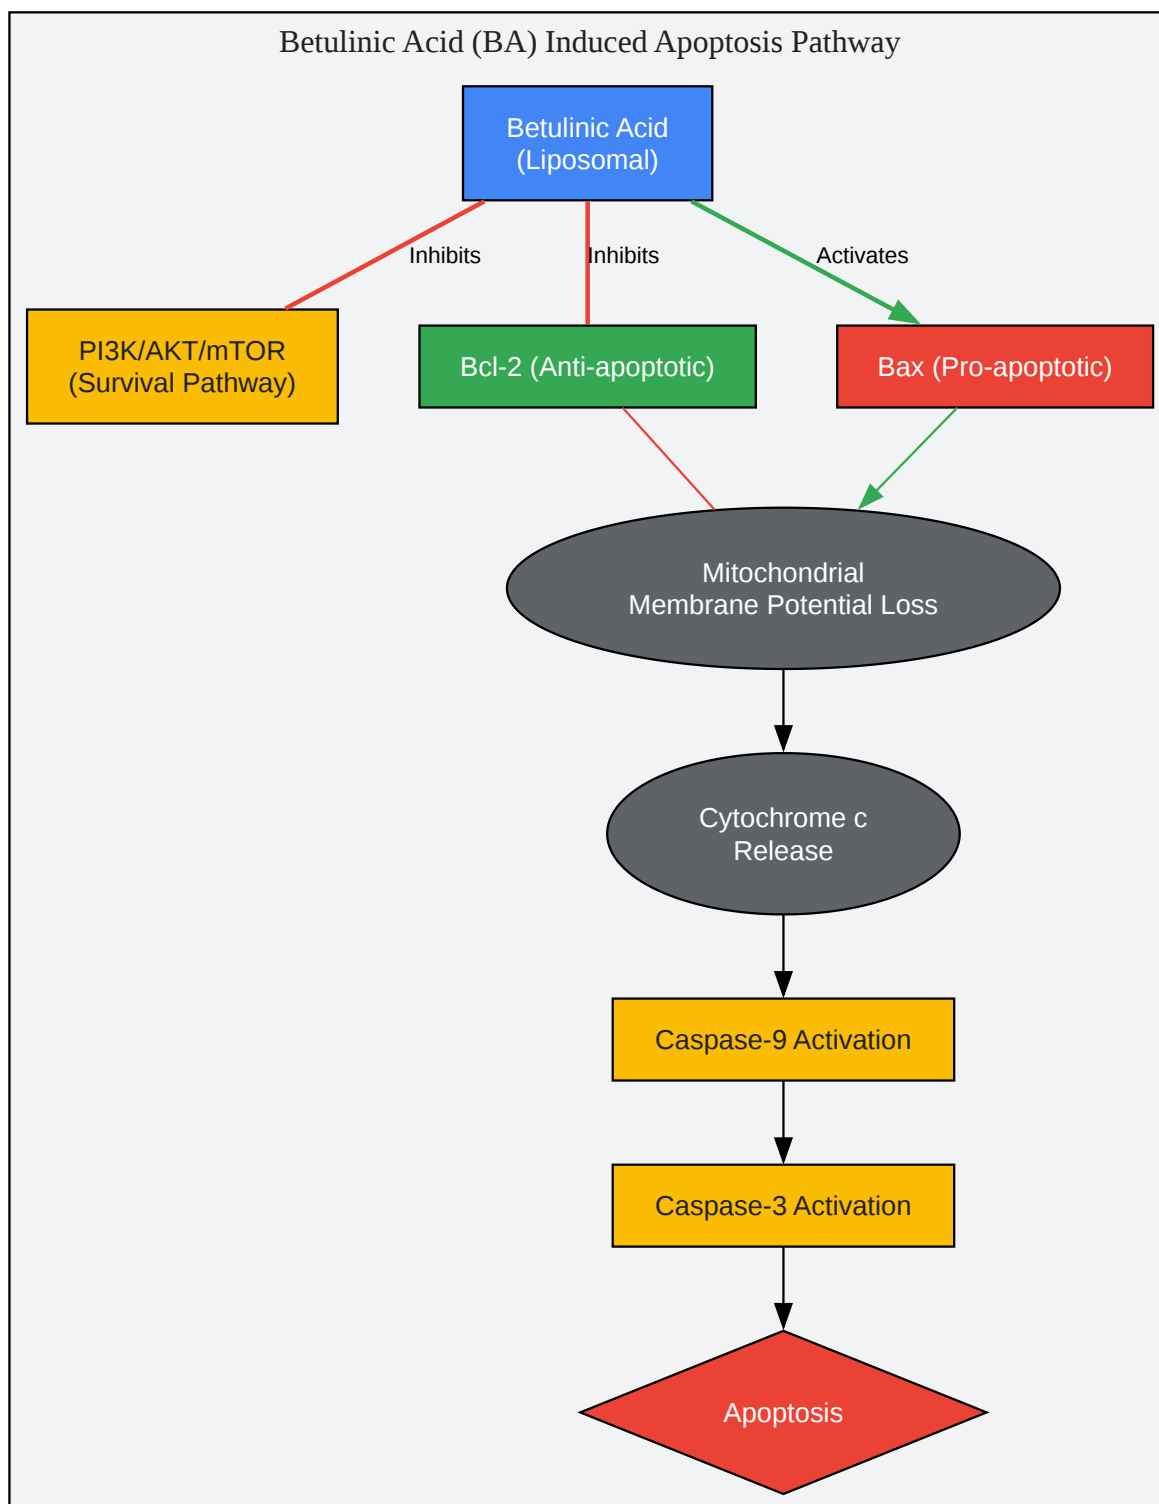 Betulinic Acid (BA) Induced Apoptosis Pathway
Betulinic Acid
(Liposomal)
Inhibits
Inhibits
Activates
PI3K/AKT/mTOR
(Survival Pathway)
Bcl-2 (Anti-apoptotic)
Bax (Pro-apoptotic)
Mitochondrial
Membrane Potential Loss
Cytochrome c
Release
Caspase-9 Activation
Caspase-3 Activation
Apoptosis